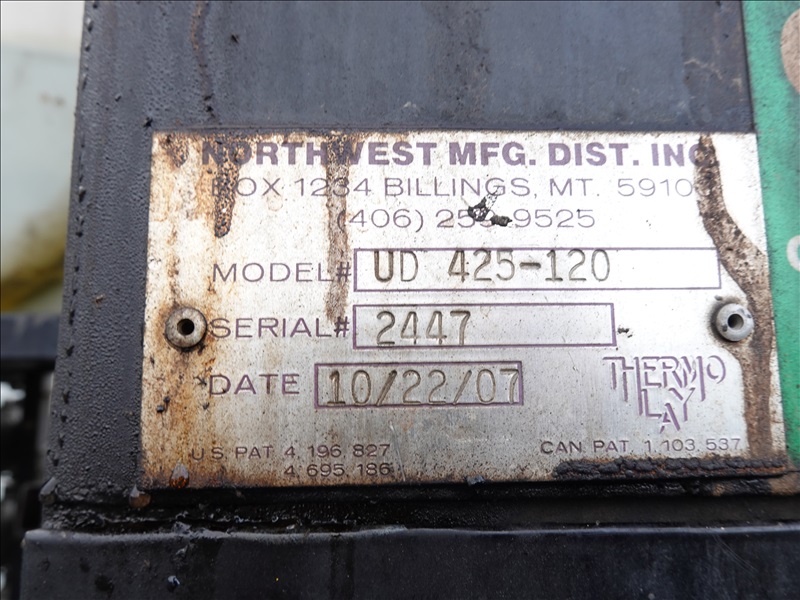 NORTHWEST MFG. DIST. INC
BOX 1234 BILLINGS, MT.
(406)
MODEL# UD 425-120
SERIAL# 2447
DATE 10/22/07
THERMO
LAY
U.S. PAT. 4,196,827
4,695,186
CAN. PAT. 1,103,537